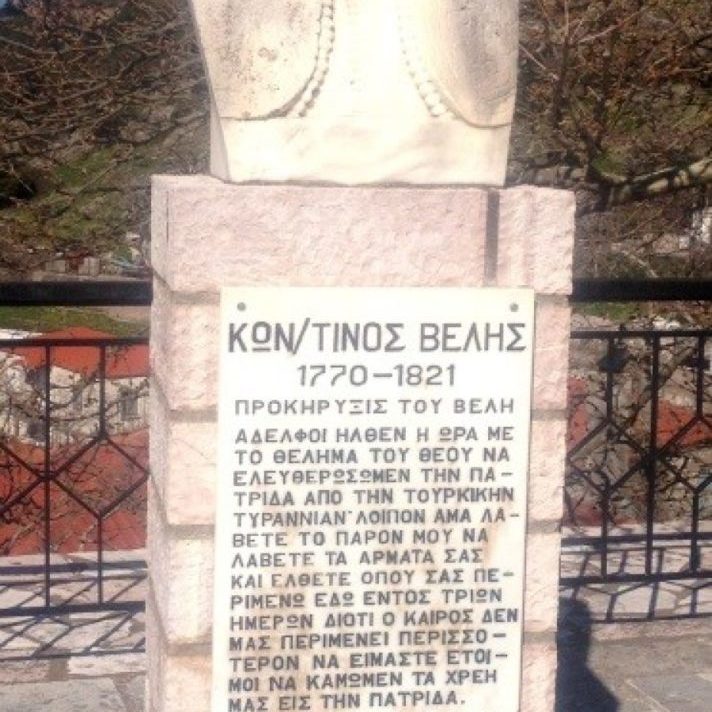 ΚΩΝ/ΤΙΝΟΣ ΒΕΛΗΣ
1770-1821
ΠΡΟΚΗΡΥΞΙΣ ΤΟΥ ΒΕΛΗ
ΑΔΕΛΦΟΙ ΗΛΘΕΝ Η ΩΡΑ ΜΕ
ΤΟ ΘΕΛΗΜΑ ΤΟΥ ΘΕΟΥ ΝΑ
ΕΛΕΥΘΕΡΩΣΩΜΕΝ ΤΗΝ ΠΑ-
ΤΡΙΔΑ ΑΠΟ ΤΗΝ ΤΟΥΡΚΙΚΗΝ
ΤΥΡΑΝΝΙΑΝ· ΛΟΙΠΟΝ ΑΜΑ ΛΑ-
ΒΕΤΕ ΤΟ ΠΑΡΟΝ ΜΟΥ ΝΑ
ΛΑΒΕΤΕ ΤΑ ΑΡΜΑΤΑ ΣΑΣ
ΚΑΙ ΕΛΘΕΤΕ ΟΠΟΥ ΣΑΣ ΠΕ-
ΡΙΜΕΝΩ ΕΔΩ ΕΝΤΟΣ ΤΡΙΩΝ
ΗΜΕΡΩΝ ΔΙΟΤΙ Ο ΚΑΙΡΟΣ ΔΕΝ
ΜΑΣ ΠΕΡΙΜΕΝΕΙ ΠΕΡΙΣΣΟ-
ΤΕΡΟΝ ΝΑ ΕΙΜΑΣΤΕ ΕΤΟΙ-
ΜΟΙ ΝΑ ΚΑΜΩΜΕΝ ΤΑ ΧΡΕΗ
ΜΑΣ ΕΙΣ ΤΗΝ ΠΑΤΡΙΔΑ.